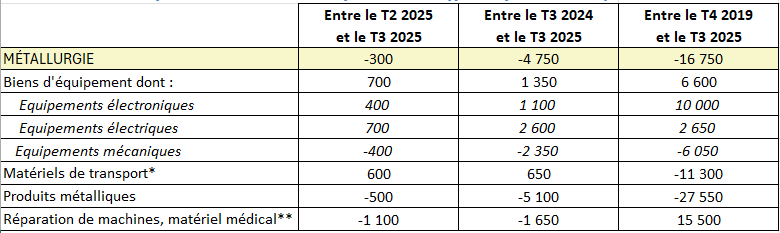 Entre le T2 2025 et le T3 2025 Entre le T3 2024 et le T3 2025 Entre le T4 2019 et le T3 2025
MÉTALLURGIE -300 -4 750 -16 750
Biens d'équipement dont : 700 1 350 6 600
Equipements électroniques 400 1 100 10 000
Equipements électriques 700 2 600 2 650
Equipements mécaniques -400 -2 350 -6 050
Matériels de transport* 600 650 -11 300
Produits métalliques -500 -5 100 -27 550
Réparation de machines, matériel médical** -1 100 -1 650 15 500